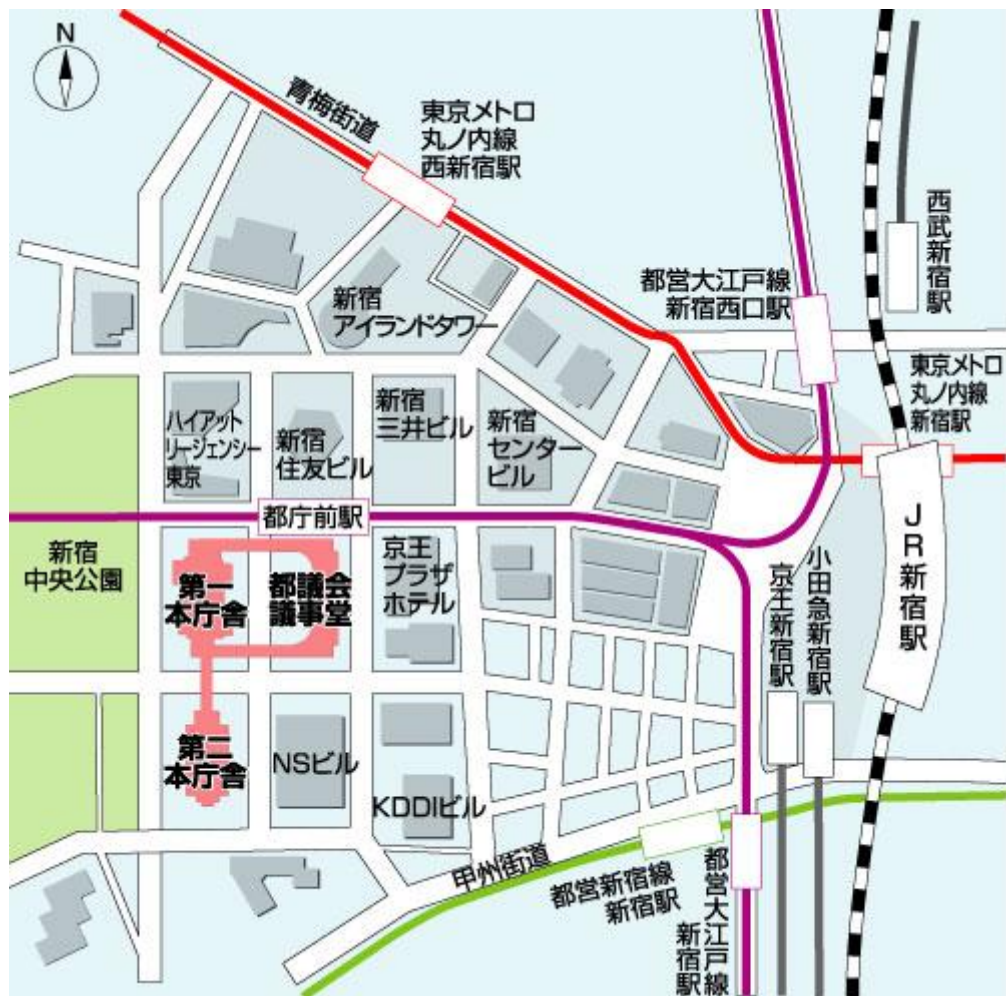 N
青梅街道
東京メトロ
丸ノ内線
西新宿駅
西武新宿駅
都営大江戸線
新宿西口駅
新宿
アイランドタワー
東京メトロ
丸ノ内線
新宿駅
ハイアット
リージェンシー
東京
新宿
住友ビル
新宿
三井ビル
新宿
センター
ビル
都庁前駅
JR新宿駅
新宿
中央公園
第一
本庁舎
都議会
議事堂
京王
プラザ
ホテル
小田急新宿駅
京王新宿駅
第二
本庁舎
NSビル
KDDIビル
甲州街道
都営新宿線
新宿駅
都営大江戸線
新宿駅